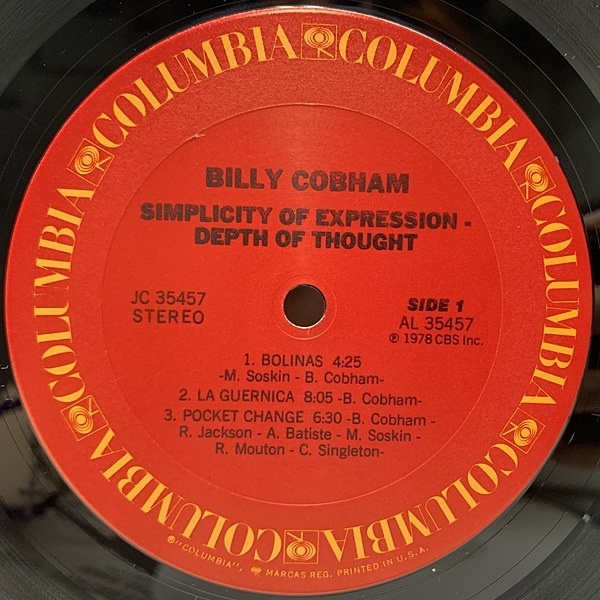 COLUMBIA COLUMBIA COLUMBIA COLUMBIA COLUMBIA COLUMBIA COLUMBIA COLUMBIA
BILLY COBHAM
SIMPLICITY OF EXPRESSION -
DEPTH OF THOUGHT
JC 35457
STEREO
SIDE 1
AL 35457
℗ 1978 CBS Inc.
1. BOLINAS 4:25
-M. Soskin - B. Cobham-
2. LA GUERNICA 8:05 -B. Cobham-
3. POCKET CHANGE 6:30 -B. Cobham -
R. Jackson - A. Batiste - M. Soskin -
R. Mouton - C. Singleton-
®"COLUMBIA", MARCAS REG. PRINTED IN U.S.A.